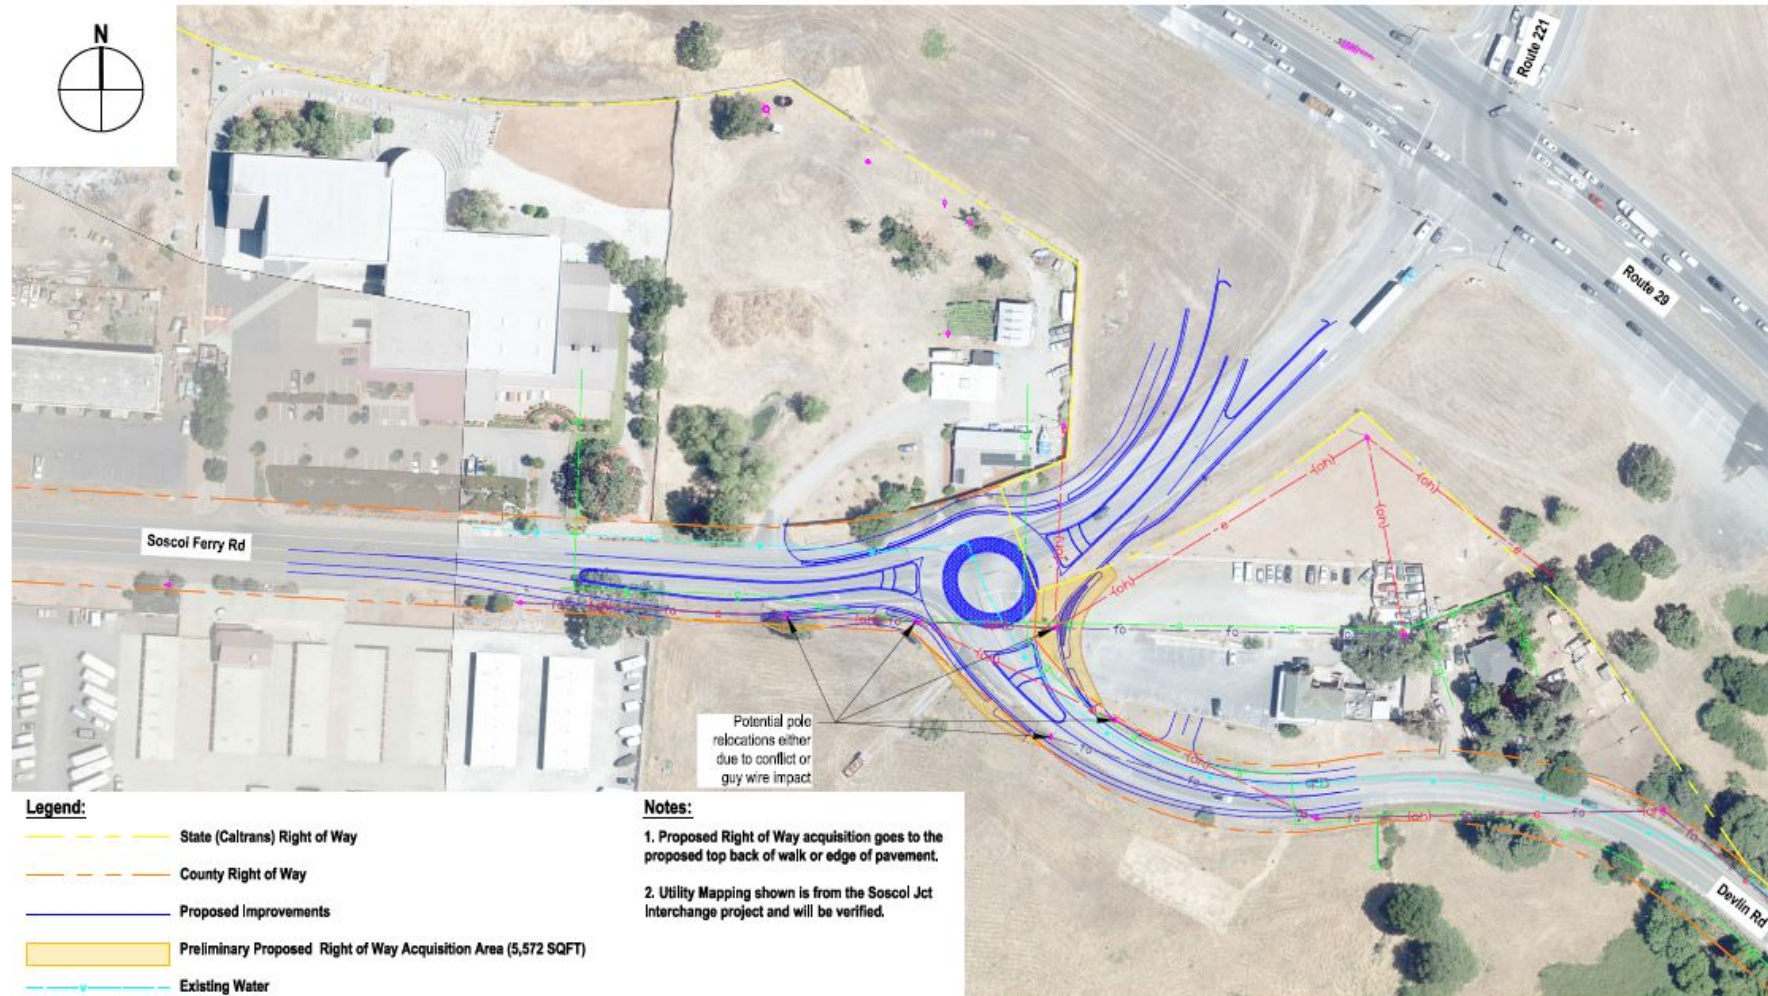 N
Route 221
Route 29
Soscol Ferry Rd
Potential pole
relocations either
due to conflict or
guy wire impact
Devlin Rd
Legend:
State (Caltrans) Right of Way
County Right of Way
Proposed Improvements
Preliminary Proposed Right of Way Acquisition Area (5,572 SQFT)
Existing Water
Notes:
1. Proposed Right of Way acquisition goes to the
proposed top back of walk or edge of pavement.
2. Utility Mapping shown is from the Soscol Jct
Interchange project and will be verified.